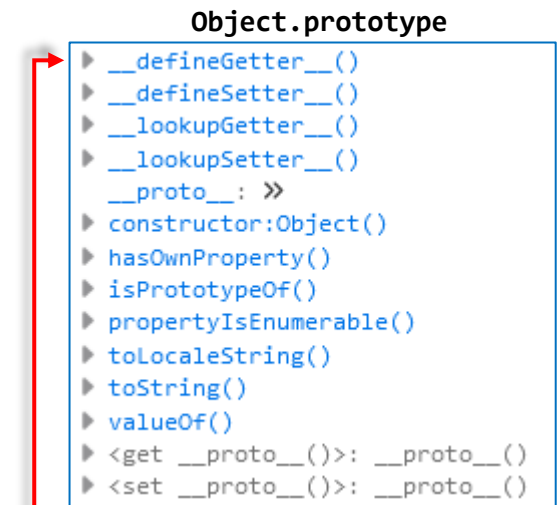 Object.prototype
__defineGetter__()
__defineSetter__()
__lookupGetter__()
__lookupSetter__()
__proto__: »
constructor:Object()
hasOwnProperty()
isPrototypeOf()
propertyIsEnumerable()
toLocaleString()
toString()
valueOf()
<get __proto__()>: __proto__()
<set __proto__()>: __proto__()